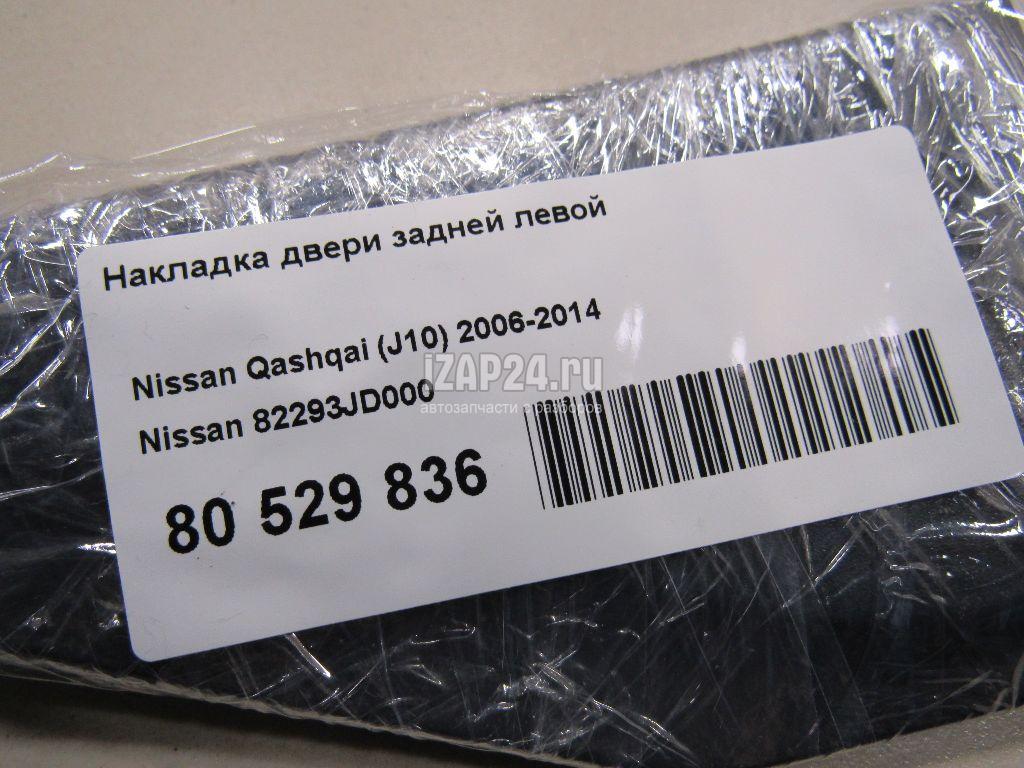 Накладка двери задней левой
Nissan Qashqai (J10) 2006-2014
iZAP24.ru
Nissan 82293JD000
автозапчасти с разборов
80 529 836